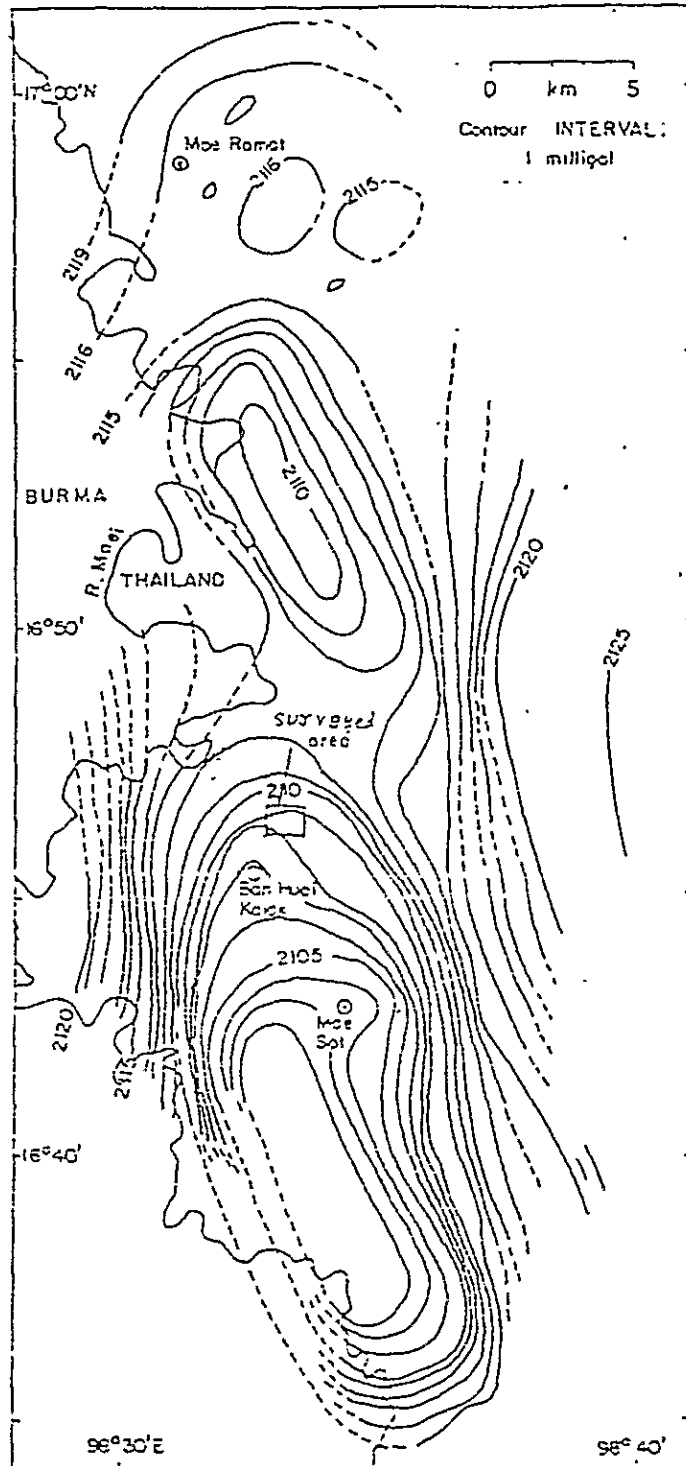 17°00'N
0 km 5
Contour INTERVAL:
1 milligal
Mae Ramat
2116
2115
2119
2116
2115
2110
BURMA
R. Moei
THAILAND
2120
16°50'
2125
surveyed
area
2110
Ban Huai
2105
Mae
Sot
2120
16°40'
98°30'E
98°40'